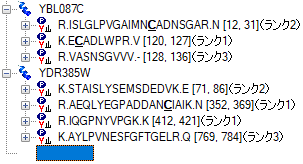 YBL087C
R.ISLGLPVGAIMNCADNSGAR.N [12, 31](ランク2)
K.ECADLWPR.V [120, 127](ランク1)
R.VASNSGVVV.- [128, 136](ランク3)
YDR385W
K.STAISLYSEMSDEDVK.E [71, 86](ランク2)
R.AEQLYEGPADDANCIAIK.N [352, 369](ランク1)
R.IQGPNYVPGK.K [412, 421](ランク1)
K.AYLPVNESFGFTGELR.Q [769, 784](ランク3)